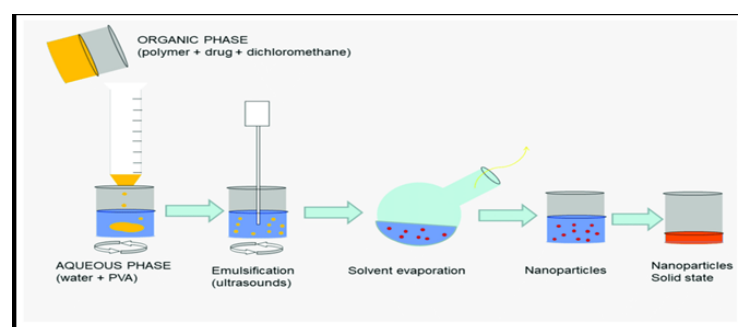 ORGANIC PHASE
(polymer + drug + dichloromethane)
AQUEOUS PHASE
(water + PVA)
Emulsification
(ultrasounds)
Solvent evaporation
Nanoparticles
Nanoparticles
Solid state